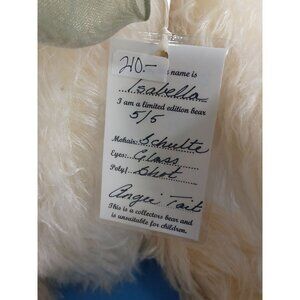 210.-
name is
Isabella
I am a limited edition bear
5/5
Mohair: Schulte
Eyes: Glass
Poly/ Shot
Angie Tait
This is a collectors bear and
is unsuitable for children.